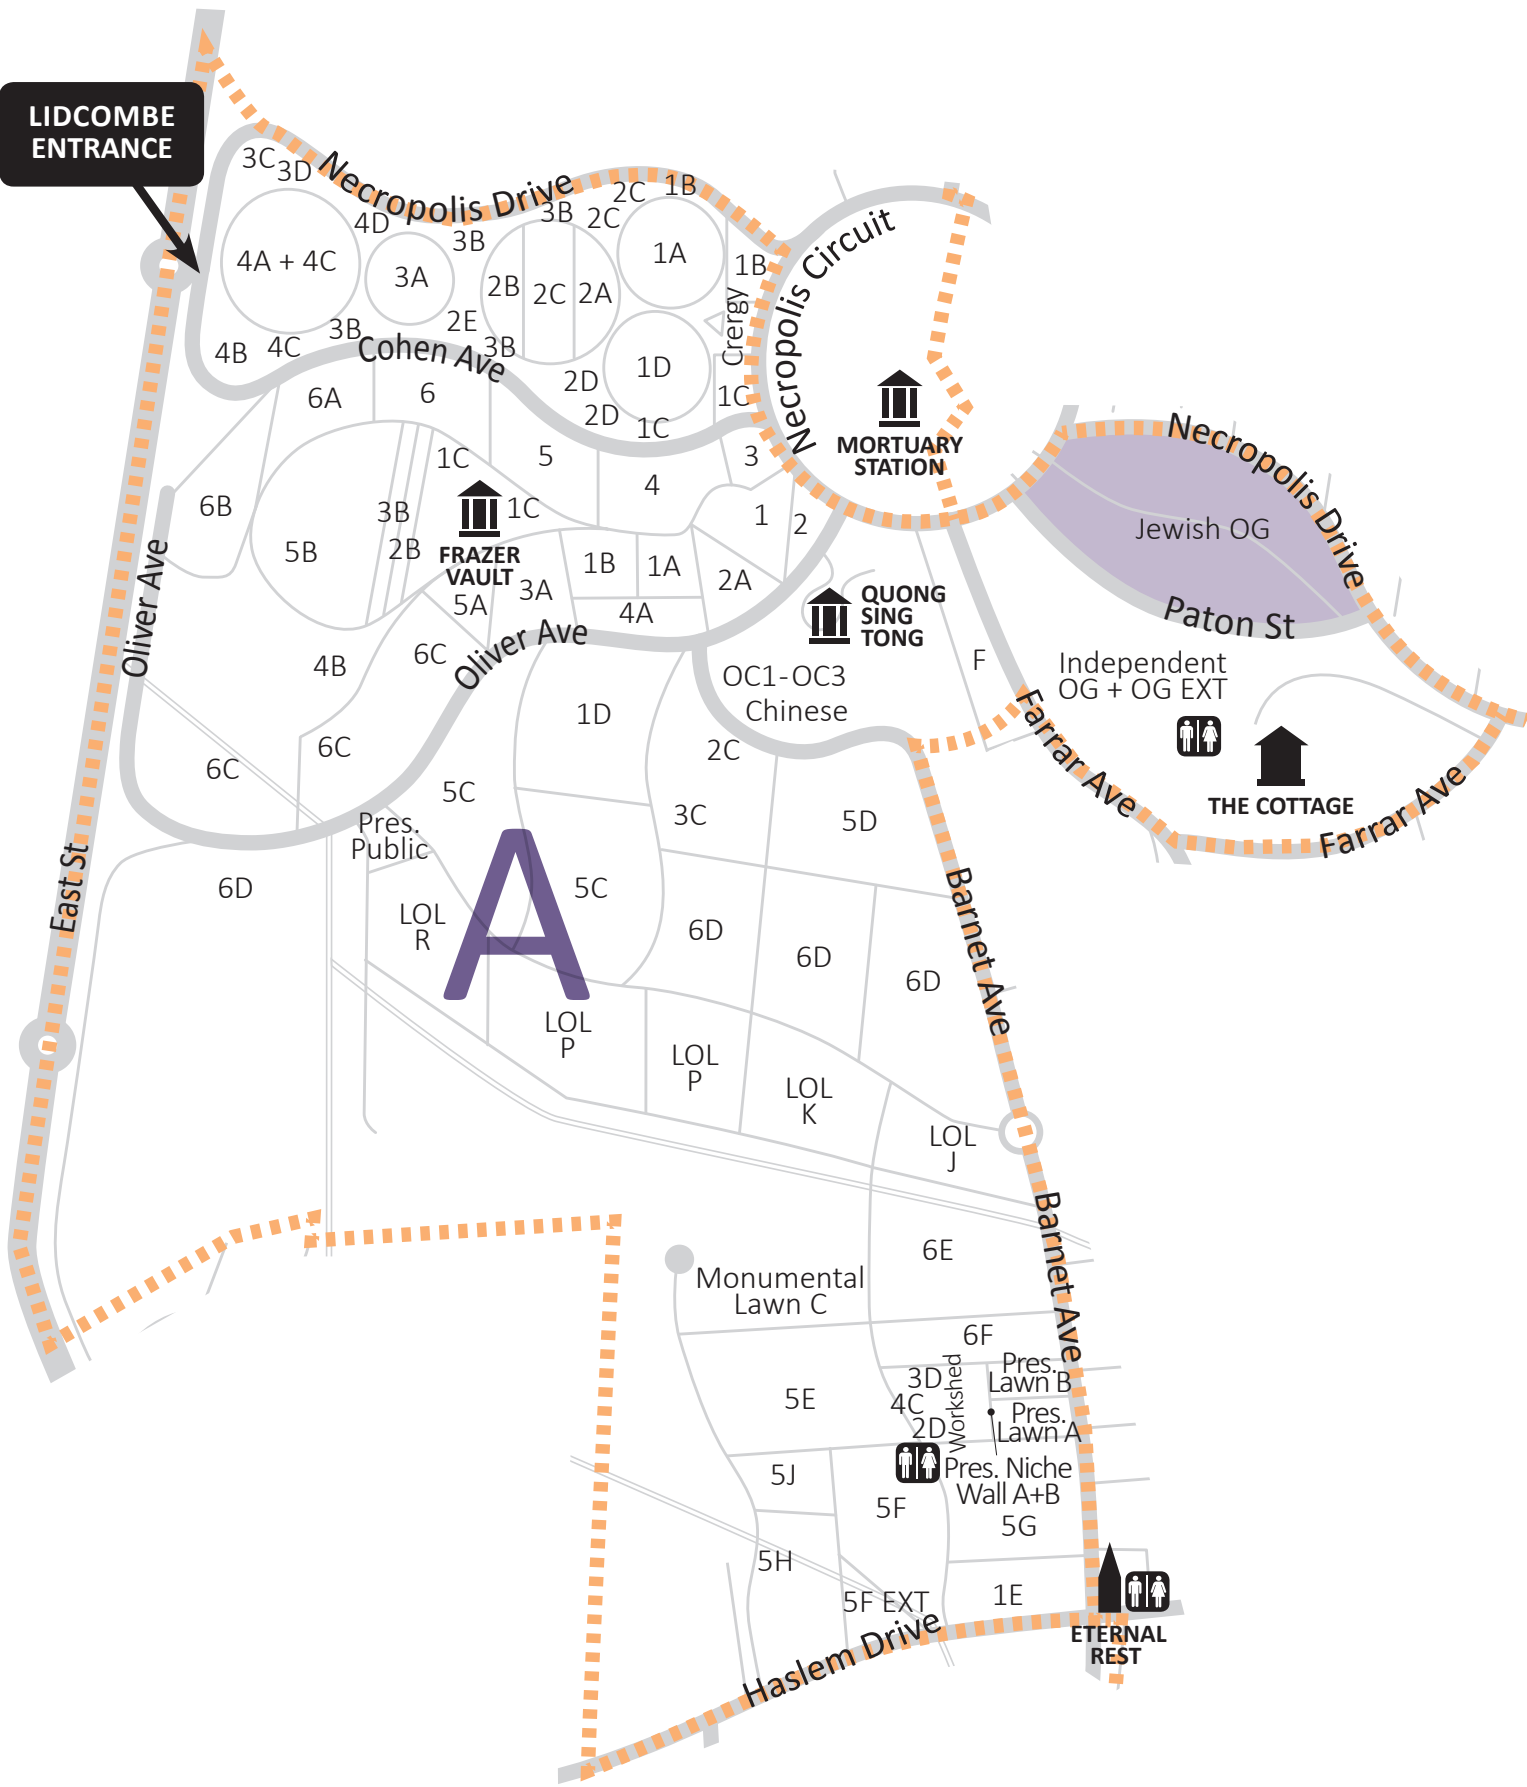 LIDCOMBE
ENTRANCE
3C
3D
Necropolis Drive
2C
1B
4D
3B
2C
3B
1A
4A + 4C
3A
2B
2C
2A
1B
Necropolis Circuit
Crergy
2E
3B
3B
4B
4C
Cohen Ave
1D
2D
2D
1C
1C
6A
6
MORTUARY
STATION
Necropolis Drive
1C
5
3
4
6B
3B
1C
1
2
Jewish OG
5B
2B
FRAZER
VAULT
1B
1A
2A
3A
5A
4A
QUONG
SING
TONG
Paton St
Oliver Ave
6C
Oliver Ave
4B
F
Independent
OG + OG EXT
OC1-OC3
Chinese
1D
6C
2C
6C
Farrar Ave
THE COTTAGE
Farrar Ave
5C
3C
5D
Pres.
Public
East St
6D
A
5C
LOL
R
6D
6D
6D
Barnet Ave
LOL
P
LOL
P
LOL
K
LOL
J
Barnet Ave
6E
Monumental
Lawn C
6F
Workshed
Pres.
Lawn B
3D
4C
2D
5E
Pres.
Lawn A
Pres. Niche
Wall A+B
5J
5F
5G
5H
5F EXT
1E
Haslem Drive
ETERNAL
REST